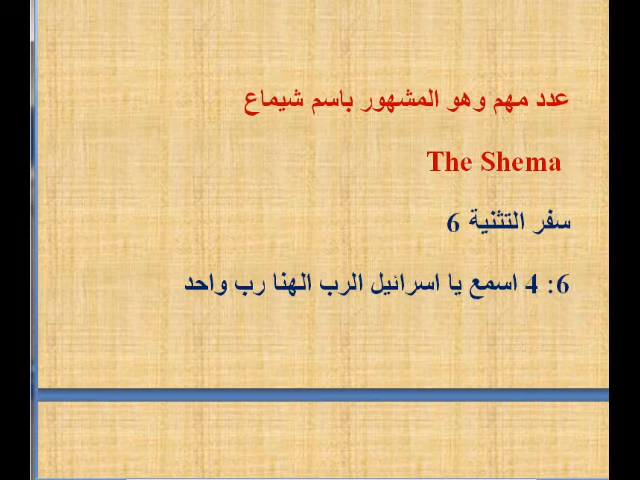 عدد مهم وهو المشهور باسم شيماع
The Shema
سفر التثنية 6
6: 4 اسمع يا اسرائيل الرب الهنا رب واحد